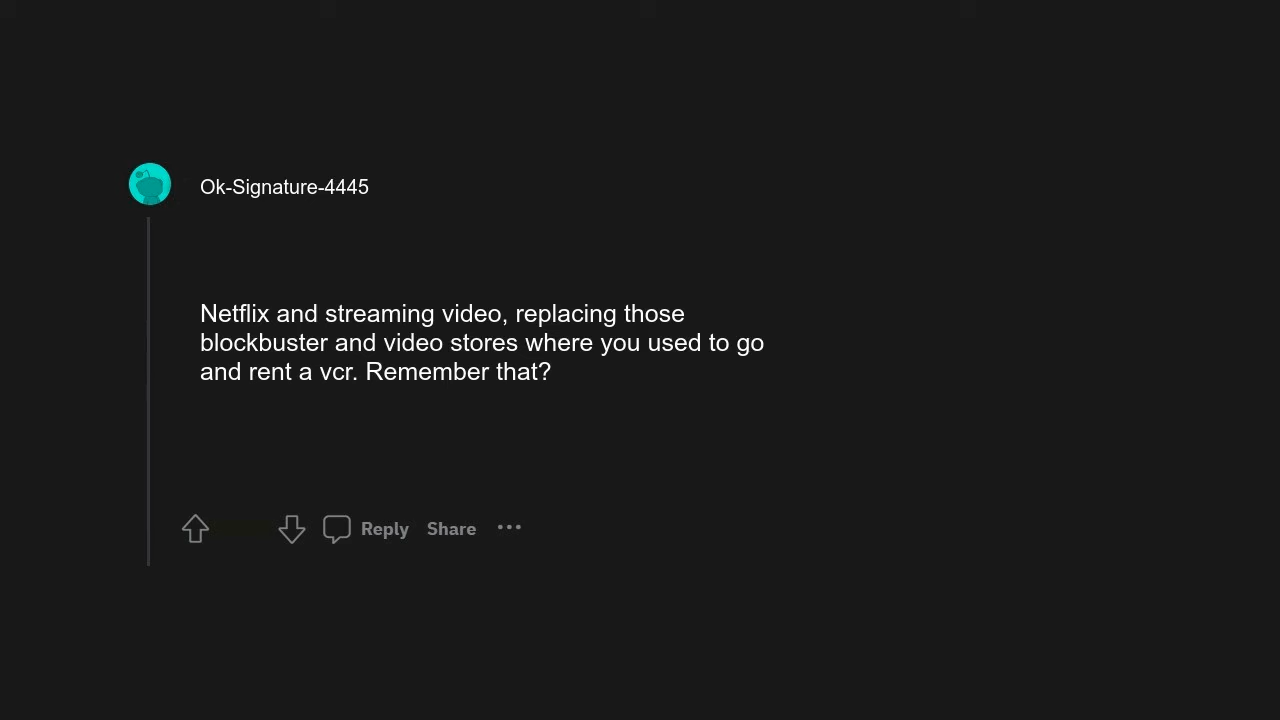 Ok-Signature-4445
Netflix and streaming video, replacing those
blockbuster and video stores where you used to go
and rent a vcr. Remember that?
Reply Share